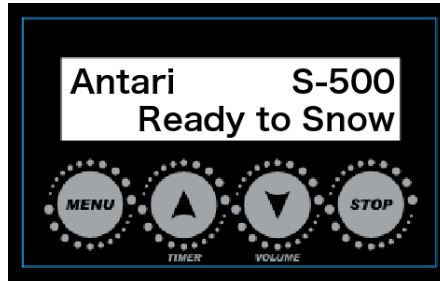 Antari S-500
Ready to Snow
MENU STOP
TIMER VOLUME